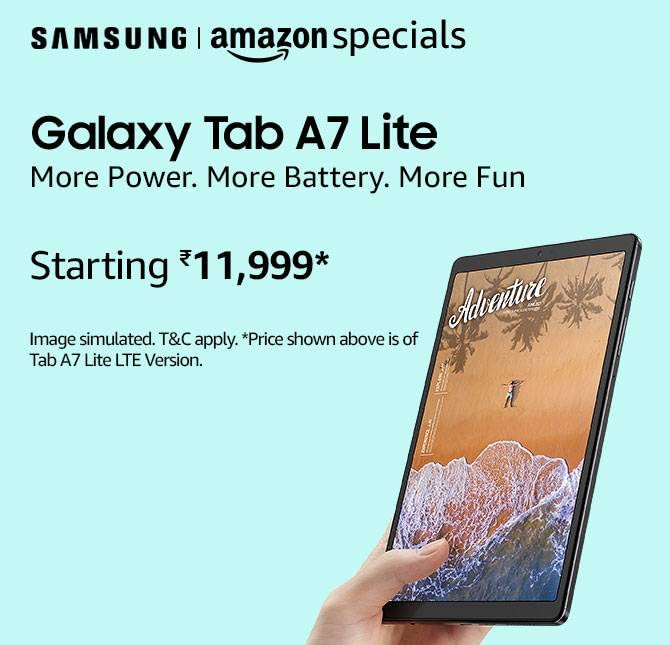 SAMSUNG | amazon specials
Galaxy Tab A7 Lite
More Power. More Battery. More Fun
Starting ₹11,999*
Image simulated. T&C apply. *Price shown above is of
Tab A7 Lite LTE Version.
Adventure